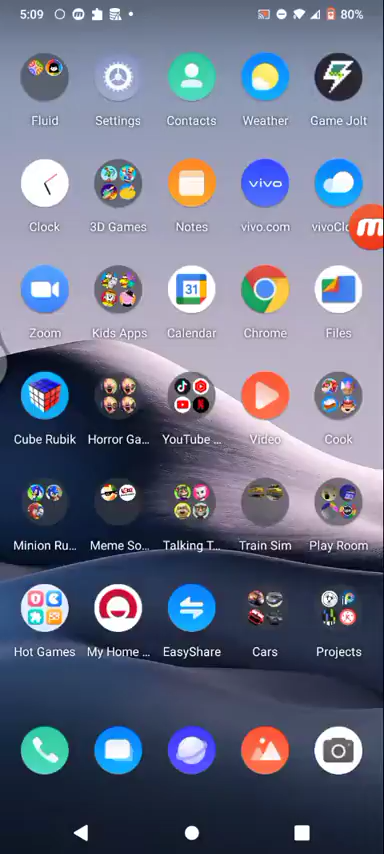 5:09 80%
Fluid Settings Contacts Weather Game Jolt
31
vivo
Clock 3D Games Notes vivo.com vivoClo
Zoom Kids Apps Calendar Chrome Files
Cube Rubik Horror Ga... YouTube ... Video Cook
Minion Ru... Meme So... Talking T... Train Sim Play Room
Hot Games My Home ... EasyShare Cars Projects